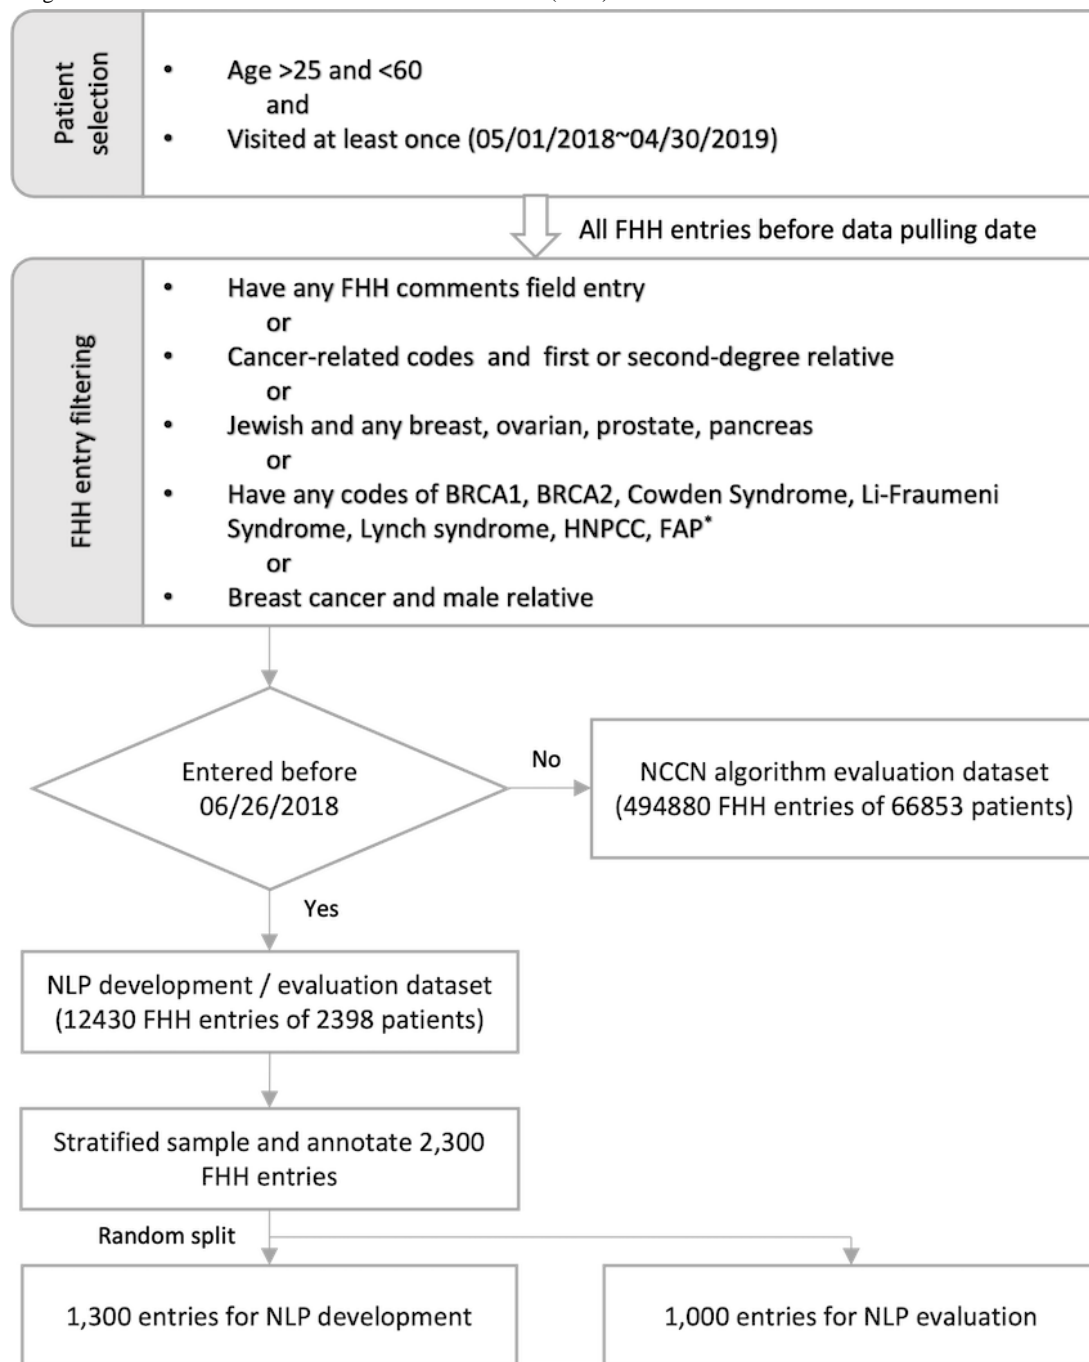 Patient
selection
• Age >25 and <60
and
• Visited at least once (05/01/2018~04/30/2019)
All FHH entries before data pulling date
FHH entry filtering
• Have any FHH comments field entry
or
• Cancer-related codes and first or second-degree relative
or
• Jewish and any breast, ovarian, prostate, pancreas
or
• Have any codes of BRCA1, BRCA2, Cowden Syndrome, Li-Fraumeni
Syndrome, Lynch syndrome, HNPCC, FAP*
or
• Breast cancer and male relative
Entered before
06/26/2018
No
NCCN algorithm evaluation dataset
(494880 FHH entries of 66853 patients)
Yes
NLP development / evaluation dataset
(12430 FHH entries of 2398 patients)
Stratified sample and annotate 2,300
FHH entries
Random split
1,300 entries for NLP development
1,000 entries for NLP evaluation